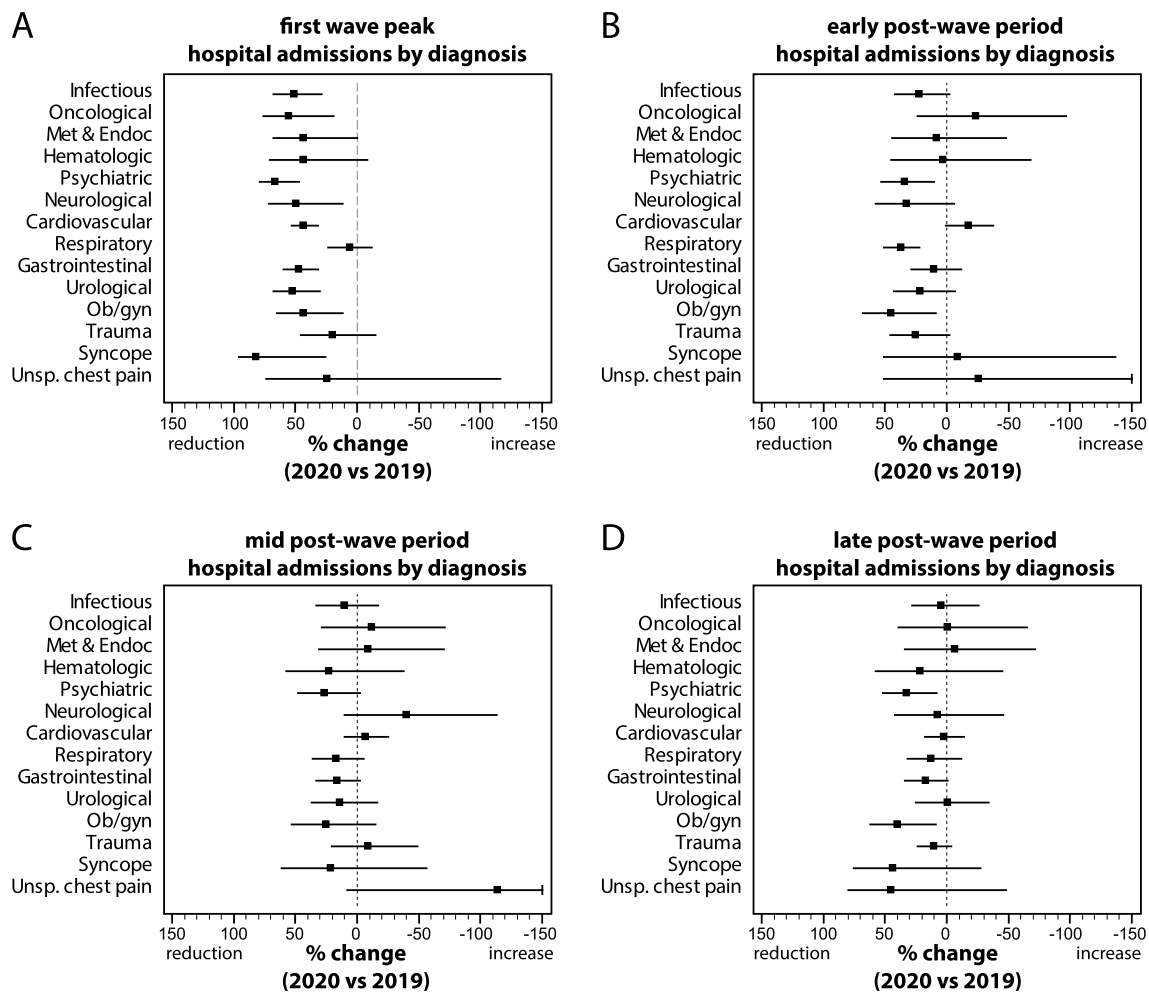 A
first wave peak
hospital admissions by diagnosis
Infectious
Oncological
Met & Endoc
Hematologic
Psychiatric
Neurological
Cardiovascular
Respiratory
Gastrointestinal
Urological
Ob/gyn
Trauma
Syncope
Unsp. chest pain
150 100 50 0 -50 -100 -150
reduction % change increase
(2020 vs 2019)
B
early post-wave period
hospital admissions by diagnosis
Infectious
Oncological
Met & Endoc
Hematologic
Psychiatric
Neurological
Cardiovascular
Respiratory
Gastrointestinal
Urological
Ob/gyn
Trauma
Syncope
Unsp. chest pain
150 100 50 0 -50 -100 -150
reduction % change increase
(2020 vs 2019)
C
mid post-wave period
hospital admissions by diagnosis
Infectious
Oncological
Met & Endoc
Hematologic
Psychiatric
Neurological
Cardiovascular
Respiratory
Gastrointestinal
Urological
Ob/gyn
Trauma
Syncope
Unsp. chest pain
150 100 50 0 -50 -100 -150
reduction % change increase
(2020 vs 2019)
D
late post-wave period
hospital admissions by diagnosis
Infectious
Oncological
Met & Endoc
Hematologic
Psychiatric
Neurological
Cardiovascular
Respiratory
Gastrointestinal
Urological
Ob/gyn
Trauma
Syncope
Unsp. chest pain
150 100 50 0 -50 -100 -150
reduction % change increase
(2020 vs 2019)